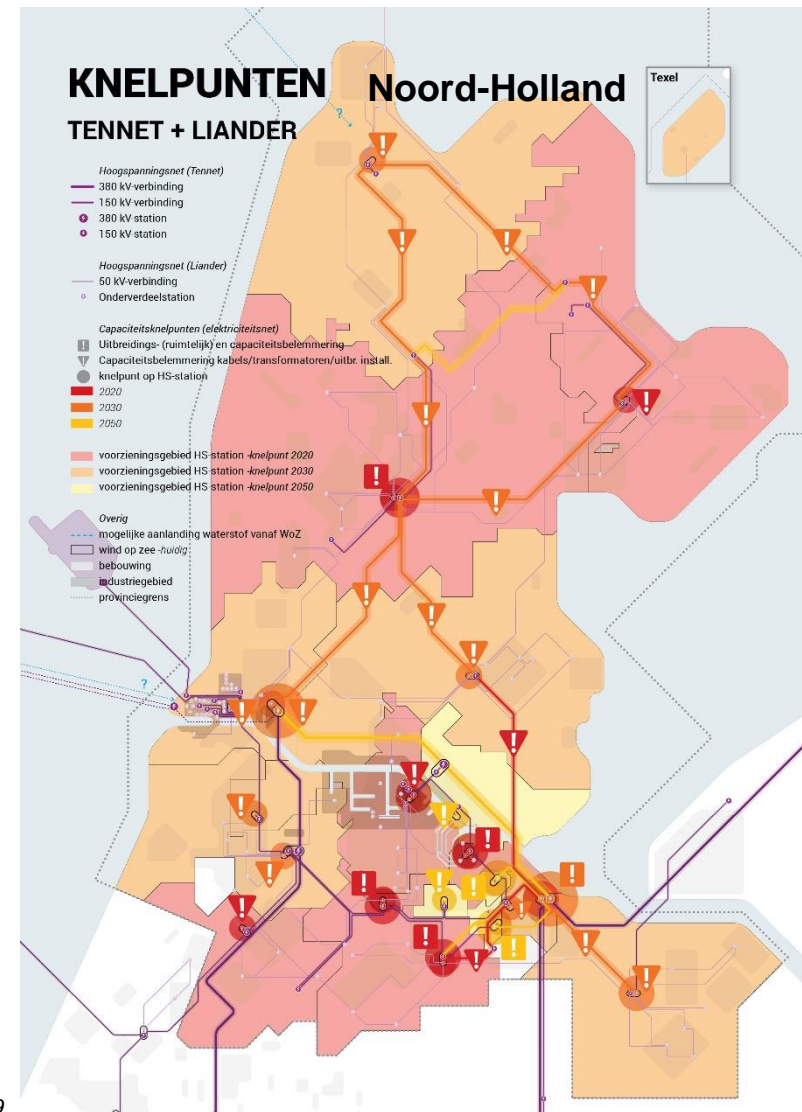 KNELPUNTEN Noord-Holland
TENNET + LIANDER
Texel
Hoogspanningsnet (Tennet)
380 kV-verbinding
150 kV-verbinding
380 kV-station
150 kV-station
Hoogspanningsnet (Liander)
50 kV-verbinding
Onderverdeelstation
Capaciteitsknelpunten (elektriciteitsnet)
Uitbreidings- (ruimtelijk) en capaciteitsbelemmering
Capaciteitsbelemmering kabels/transformatoren/uitbr. install.
knelpunt op HS-station
2020
2030
2050
voorzieningsgebied HS-station -knelpunt 2020
voorzieningsgebied HS-station -knelpunt 2030
voorzieningsgebied HS-station -knelpunt 2050
Overig
mogelijke aanlanding waterstof vanaf WoZ
wind op zee -huidig
bebouwing
industriegebied
provinciegrens
?
?
9